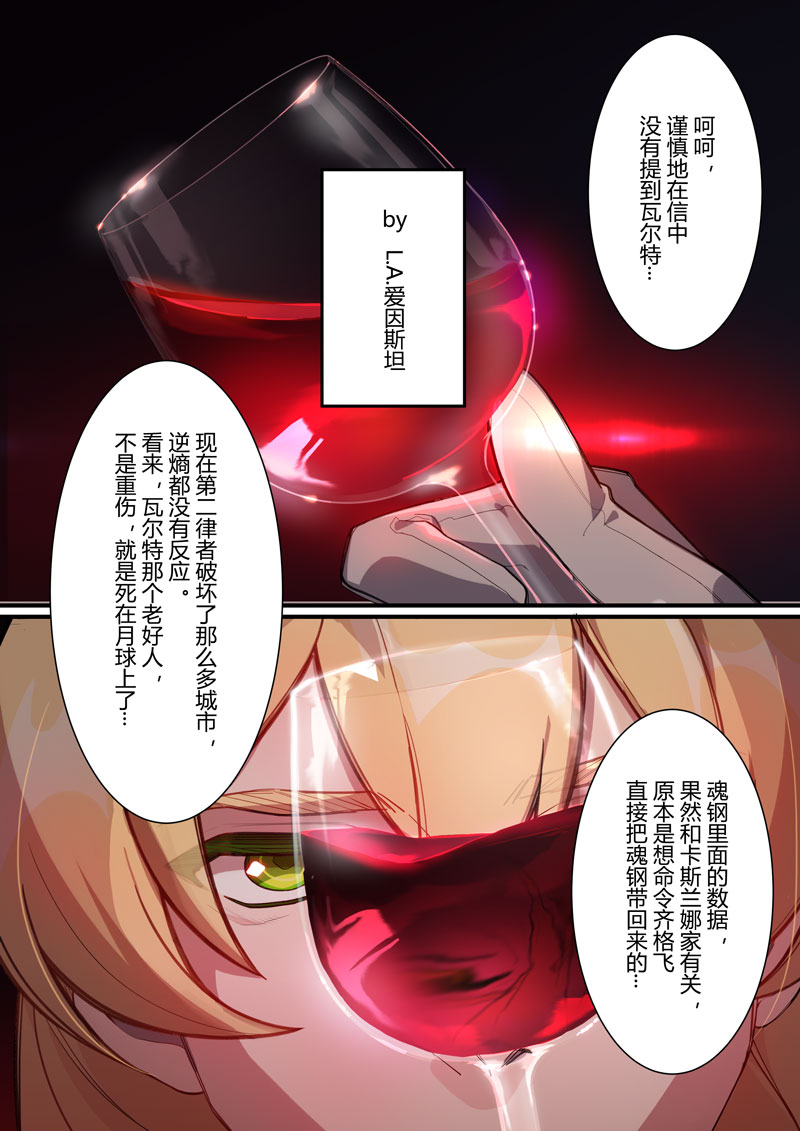 呵呵，
谨慎地在信中
没有提到瓦尔特…
by L.A.爱因斯坦
现在第二律者破坏了那么多城市，
逆熵都没有反应。
看来，瓦尔特那个老好人，
不是重伤，就是死在月球上了…
魂钢里面的数据，
果然和卡斯兰娜家有关，
原本是想命令齐格飞
直接把魂钢带回来的…